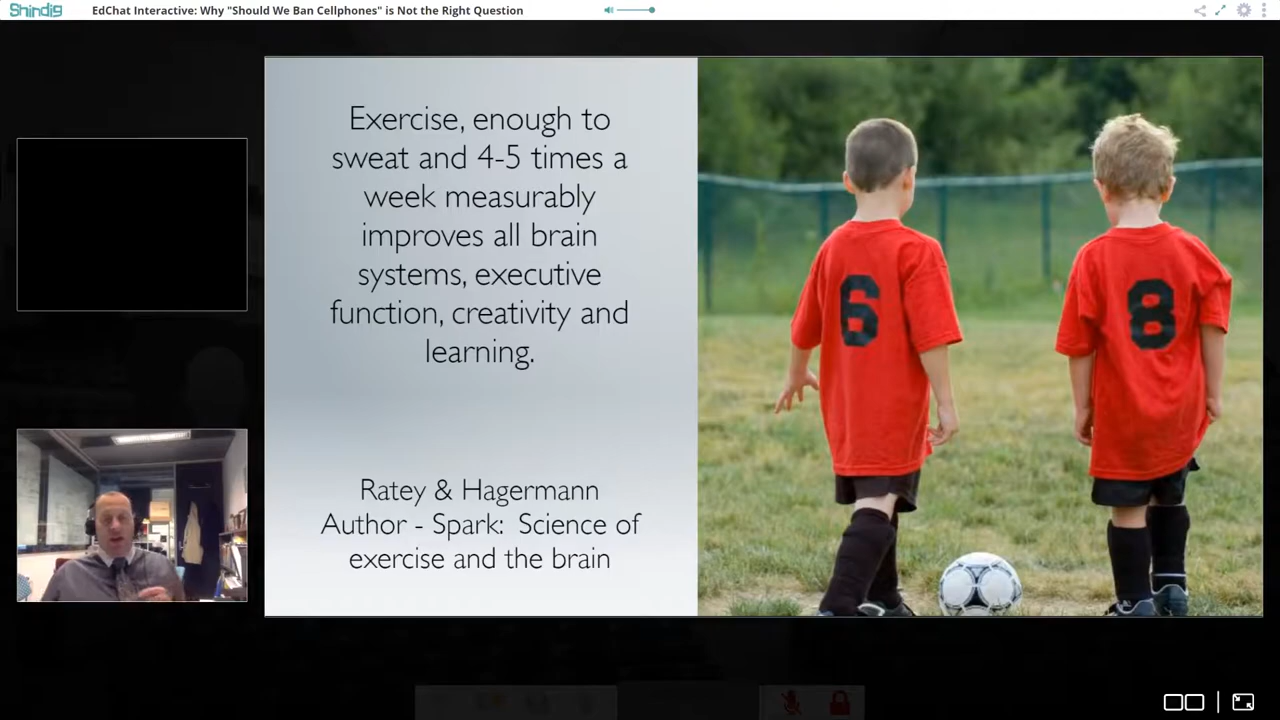 Shindig
EdChat Interactive: Why "Should We Ban Cellphones" is Not the Right Question
Exercise, enough to
sweat and 4-5 times a
week measurably
improves all brain
systems, executive
function, creativity and
learning.
Ratey & Hagermann
Author - Spark: Science of
exercise and the brain
6
8